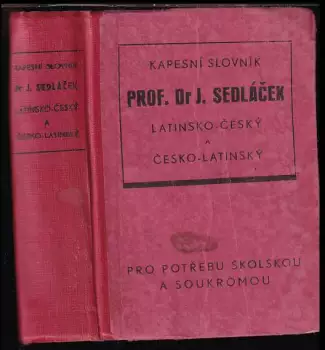 KAPESNÍ SLOVNÍK
Dr J. SEDLÁČEK
LATINSKO-ČESKÝ
A
ČESKO-LATINSKÝ
KAPESNÍ SLOVNÍK
PROF. Dr J. SEDLÁČEK
LATINSKO-ČESKÝ
A
ČESKO-LATINSKÝ
PRO POTŘEBU ŠKOLSKOU
A SOUKROMOU